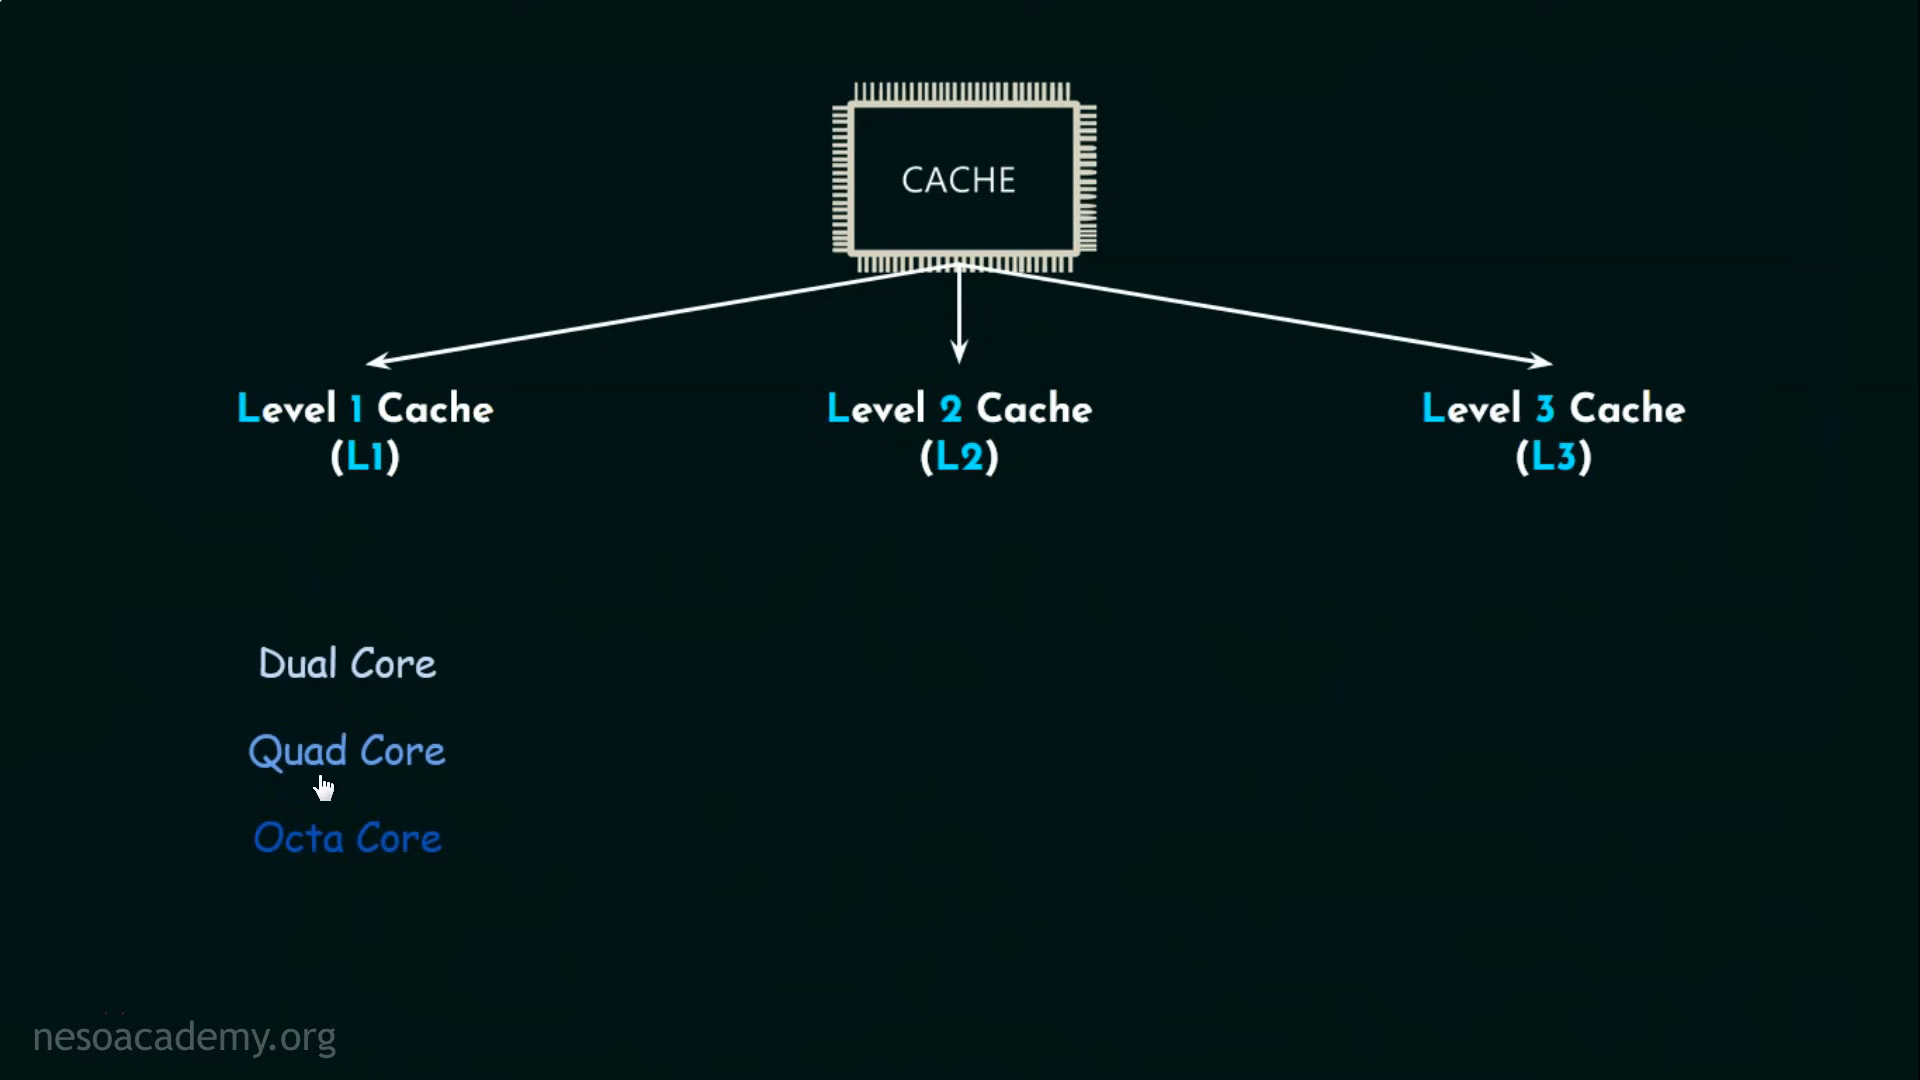 CACHE
Level 1 Cache
(L1)
Level 2 Cache
(L2)
Level 3 Cache
(L3)
Dual Core
Quad Core
Octa Core
nesoacademy.org